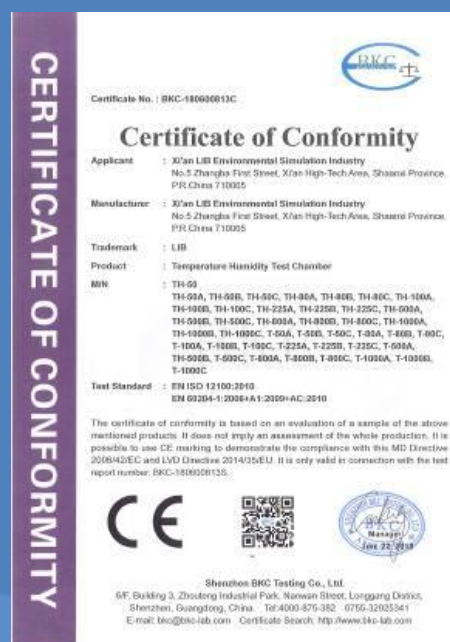 CERTIFICATE OF CONFORMITY
BKC
Certificate No. : BKC-180600813C
Certificate of Conformity
Applicant : Xi'an LIB Environmental Simulation Industry
No.5 Zhangba First Street, Xi'an High-Tech Area, Shaanxi Province,
P.R.China 710065
Manufacturer : Xi'an LIB Environmental Simulation Industry
No.5 Zhangba First Street, Xi'an High-Tech Area, Shaanxi Province,
P.R.China 710065
Trademark : LIB
Product : Temperature Humidity Test Chamber
M/N : TH-50
TH-50A, TH-50B, TH-50C, TH-80A, TH-80B, TH-80C, TH-100A,
TH-100B, TH-100C, TH-225A, TH-225B, TH-225C, TH-500A,
TH-500B, TH-500C, TH-800A, TH-800B, TH-800C, TH-1000A,
TH-1000B, TH-1000C, T-50A, T-50B, T-50C, T-80A, T-80B, T-80C,
T-100A, T-100B, T-100C, T-225A, T-225B, T-225C, T-500A,
TH-500B, T-500C, T-800A, T-800B, T-800C, T-1000A, T-1000B,
T-1000C
Test Standard : EN ISO 12100:2010
EN 60204-1:2006+A1:2009+AC:2010
The certificate of conformity is based on an evaluation of a sample of the above
mentioned products. It does not imply an assessment of the whole production. It is
possible to use CE marking to demonstrate the compliance with this MD Directive
2006/42/EC and LVD Directive 2014/35/EU. It is only valid in connection with the test
report number: BKC-180600813S.
CE
BKC
Manager
June 22, 2018
Shenzhen BKC Testing Co., Ltd.
6/F, Building 3, Zhouteng Industrial Park, Nanwan Street, Longgang District,
Shenzhen, Guangdong, China. Tel:4000-875-382 0755-32925341
E-mail: bkc@bkc-lab.com Certificate Search: http://www.bkc-lab.com